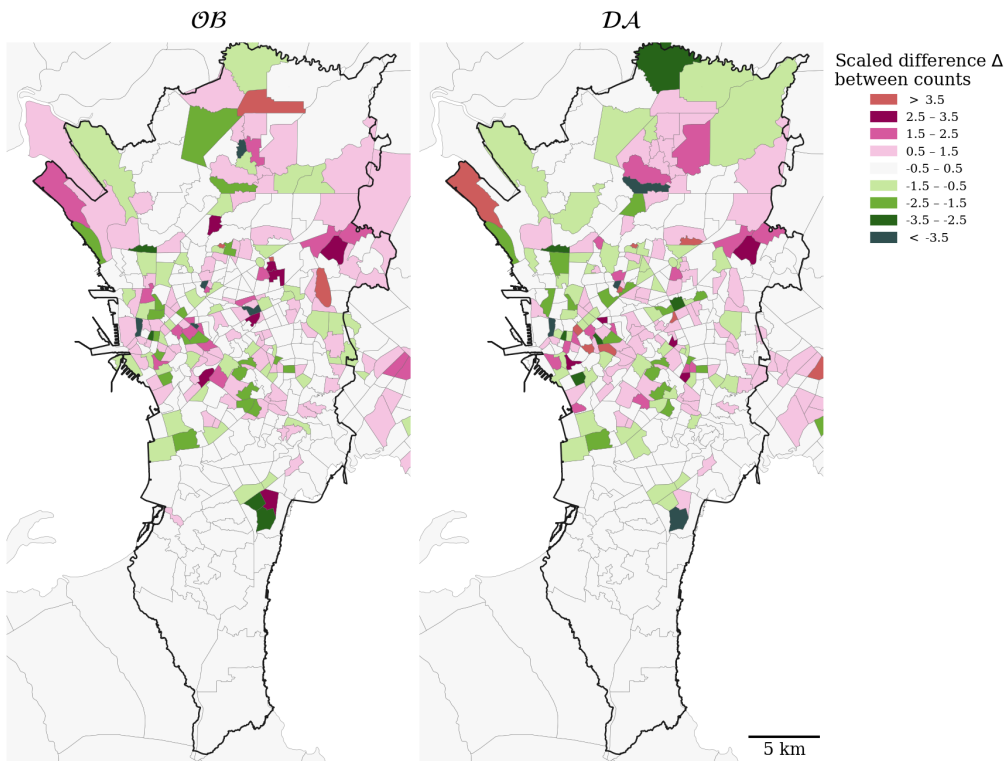 𝒪ℬ
𝒟𝒜
Scaled difference Δ
between counts
> 3.5
2.5 – 3.5
1.5 – 2.5
0.5 – 1.5
-0.5 – 0.5
-1.5 – -0.5
-2.5 – -1.5
-3.5 – -2.5
< -3.5
5 km